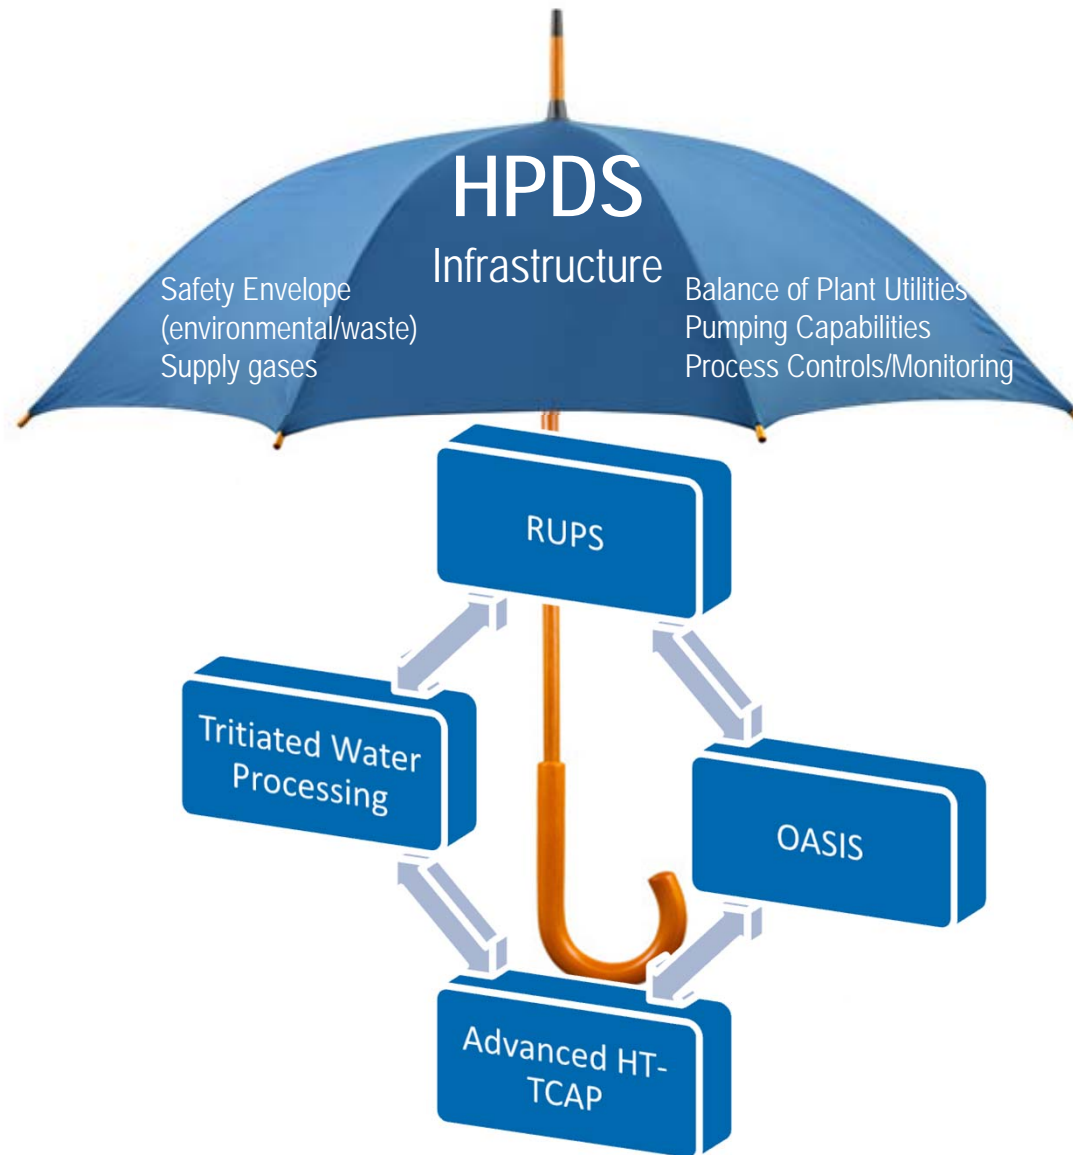 HPDS
Infrastructure
Safety Envelope
(environmental/waste)
Supply gases
Balance of Plant Utilities
Pumping Capabilities
Process Controls/Monitoring
RUPS
Tritiated Water
Processing
OASIS
Advanced HT-
TCAP